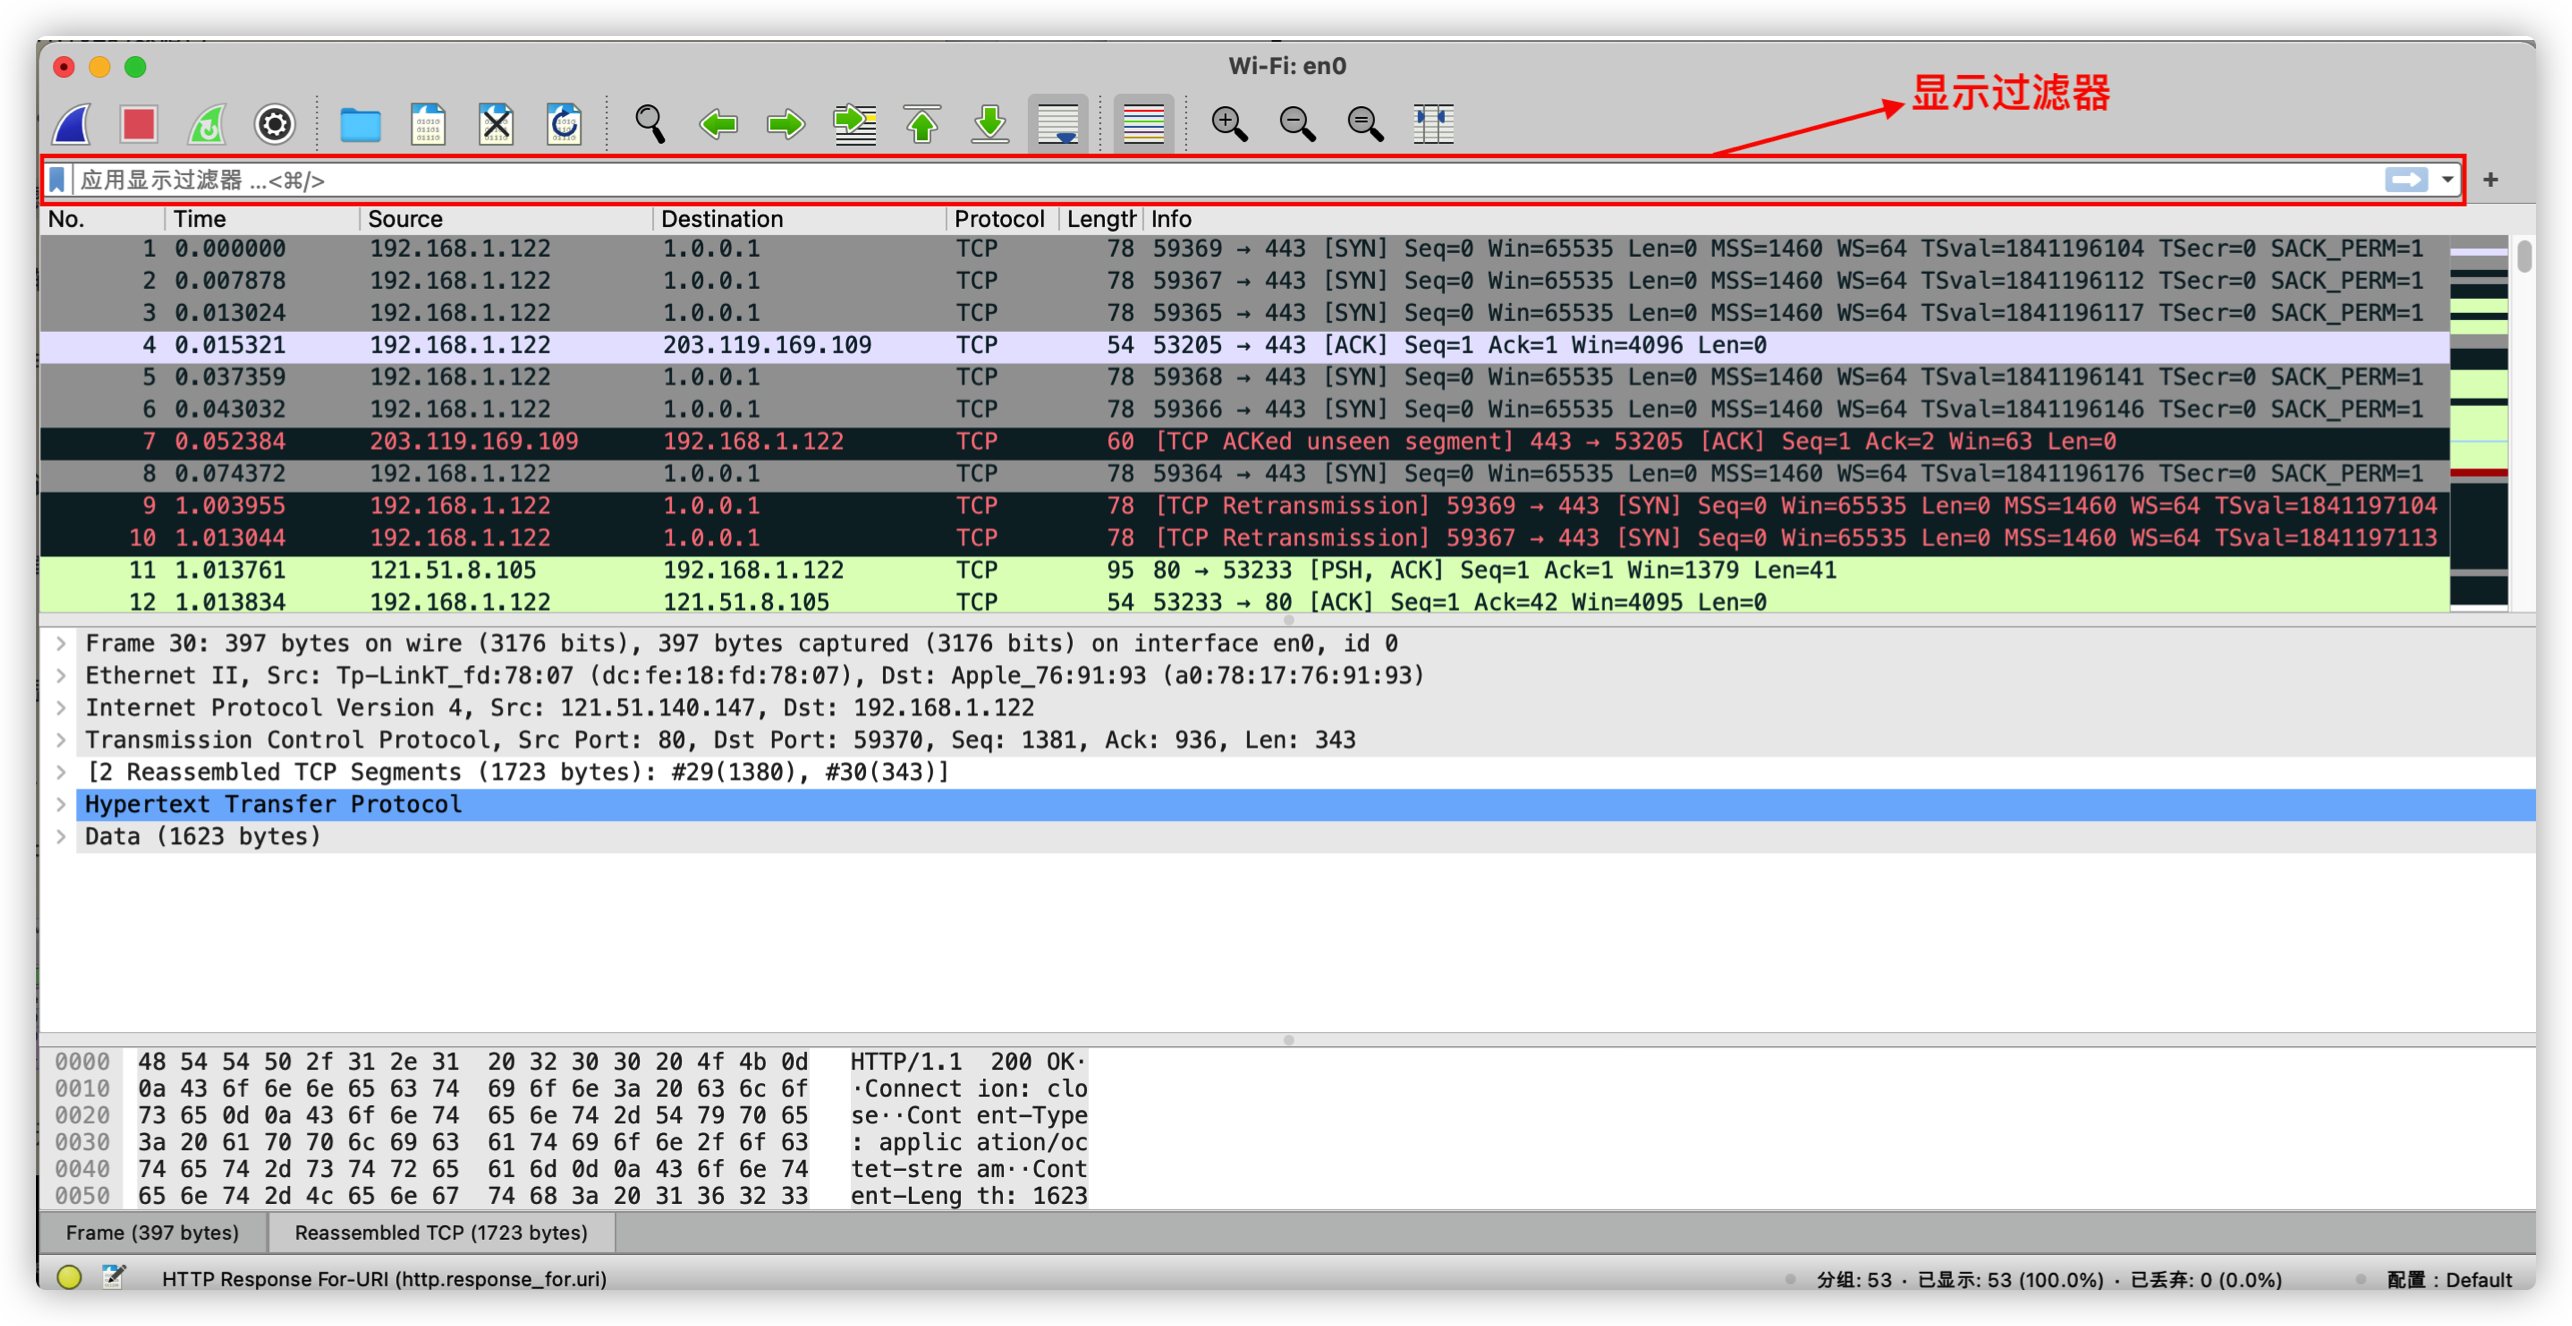 Wi-Fi: en0
显示过滤器
应用显示过滤器 …<⌘/>
+
No. Time Source Destination Protocol Length Info
1 0.000000 192.168.1.122 1.0.0.1 TCP 78 59369 → 443 [SYN] Seq=0 Win=65535 Len=0 MSS=1460 WS=64 TSval=1841196104 TSecr=0 SACK_PERM=1
2 0.007878 192.168.1.122 1.0.0.1 TCP 78 59367 → 443 [SYN] Seq=0 Win=65535 Len=0 MSS=1460 WS=64 TSval=1841196112 TSecr=0 SACK_PERM=1
3 0.013024 192.168.1.122 1.0.0.1 TCP 78 59365 → 443 [SYN] Seq=0 Win=65535 Len=0 MSS=1460 WS=64 TSval=1841196117 TSecr=0 SACK_PERM=1
4 0.015321 192.168.1.122 203.119.169.109 TCP 54 53205 → 443 [ACK] Seq=1 Ack=1 Win=4096 Len=0
5 0.037359 192.168.1.122 1.0.0.1 TCP 78 59368 → 443 [SYN] Seq=0 Win=65535 Len=0 MSS=1460 WS=64 TSval=1841196141 TSecr=0 SACK_PERM=1
6 0.043032 192.168.1.122 1.0.0.1 TCP 78 59366 → 443 [SYN] Seq=0 Win=65535 Len=0 MSS=1460 WS=64 TSval=1841196146 TSecr=0 SACK_PERM=1
7 0.052384 203.119.169.109 192.168.1.122 TCP 60 [TCP ACKed unseen segment] 443 → 53205 [ACK] Seq=1 Ack=2 Win=63 Len=0
8 0.074372 192.168.1.122 1.0.0.1 TCP 78 59364 → 443 [SYN] Seq=0 Win=65535 Len=0 MSS=1460 WS=64 TSval=1841196176 TSecr=0 SACK_PERM=1
9 1.003955 192.168.1.122 1.0.0.1 TCP 78 [TCP Retransmission] 59369 → 443 [SYN] Seq=0 Win=65535 Len=0 MSS=1460 WS=64 TSval=1841197104
10 1.013044 192.168.1.122 1.0.0.1 TCP 78 [TCP Retransmission] 59367 → 443 [SYN] Seq=0 Win=65535 Len=0 MSS=1460 WS=64 TSval=1841197113
11 1.013761 121.51.8.105 192.168.1.122 TCP 95 80 → 53233 [PSH, ACK] Seq=1 Ack=1 Win=1379 Len=41
12 1.013834 192.168.1.122 121.51.8.105 TCP 54 53233 → 80 [ACK] Seq=1 Ack=42 Win=4095 Len=0
Frame 30: 397 bytes on wire (3176 bits), 397 bytes captured (3176 bits) on interface en0, id 0
Ethernet II, Src: Tp-LinkT_fd:78:07 (dc:fe:18:fd:78:07), Dst: Apple_76:91:93 (a0:78:17:76:91:93)
Internet Protocol Version 4, Src: 121.51.140.147, Dst: 192.168.1.122
Transmission Control Protocol, Src Port: 80, Dst Port: 59370, Seq: 1381, Ack: 936, Len: 343
[2 Reassembled TCP Segments (1723 bytes): #29(1380), #30(343)]
Hypertext Transfer Protocol
Data (1623 bytes)
0000 48 54 54 50 2f 31 2e 31 20 32 30 30 20 4f 4b 0d HTTP/1.1 200 OK·
0010 0a 43 6f 6e 6e 65 63 74 69 6f 6e 3a 20 63 6c 6f ·Connect ion: clo
0020 73 65 0d 0a 43 6f 6e 74 65 6e 74 2d 54 79 70 65 se··Cont ent-Type
0030 3a 20 61 70 70 6c 69 63 61 74 69 6f 6e 2f 6f 63 : applic ation/oc
0040 74 65 74 2d 73 74 72 65 61 6d 0d 0a 43 6f 6e 74 tet-stre am··Cont
0050 65 6e 74 2d 4c 65 6e 67 74 68 3a 20 31 36 32 33 ent-Leng th: 1623
Frame (397 bytes) Reassembled TCP (1723 bytes)
HTTP Response For-URI (http.response_for.uri) 分组: 53 · 已显示: 53 (100.0%) · 已丢弃: 0 (0.0%) 配置：Default